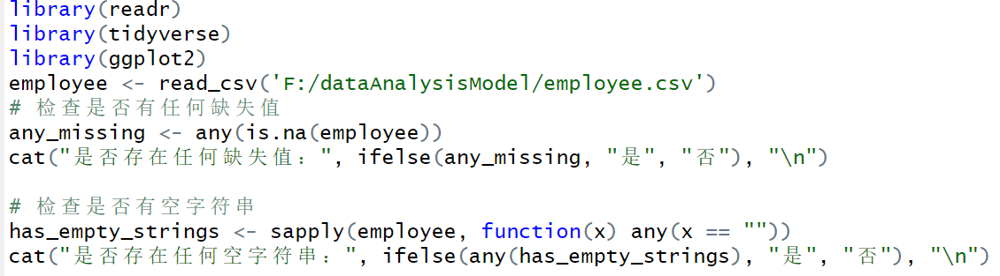 library(readr)
library(tidyverse)
library(ggplot2)
employee <- read_csv('F:/dataAnalysisModel/employee.csv')
# 检查是否有任何缺失值
any_missing <- any(is.na(employee))
cat("是否存在任何缺失值：", ifelse(any_missing, "是", "否"), "\n")
# 检查是否有空字符串
has_empty_strings <- sapply(employee, function(x) any(x == ""))
cat("是否存在任何空字符串：", ifelse(any(has_empty_strings), "是", "否"), "\n")